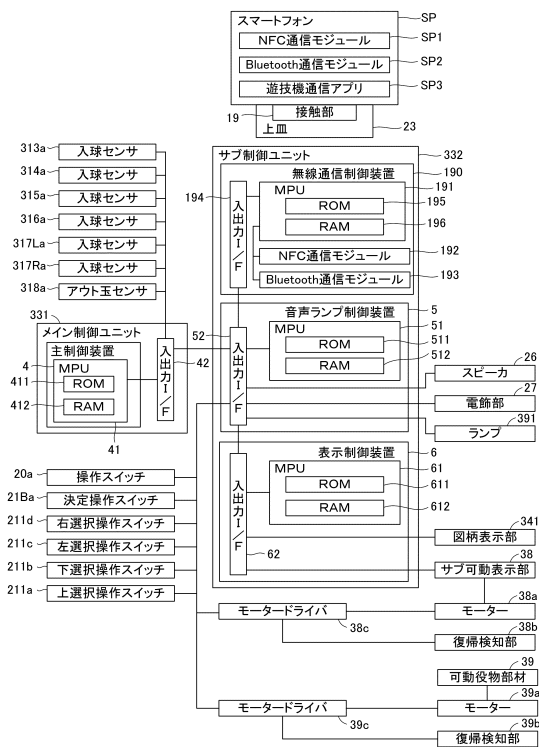 スマートフォン
SP
NFC通信モジュール
SP1
Bluetooth通信モジュール
SP2
遊技機通信アプリ
SP3
19
接触部
上皿
23
313a
入球センサ
314a
入球センサ
315a
入球センサ
316a
入球センサ
317La
入球センサ
317Ra
入球センサ
318a
アウト玉センサ
サブ制御ユニット
332
無線通信制御装置
190
194
入出力I/F
MPU
191
ROM
195
RAM
196
NFC通信モジュール
192
Bluetooth通信モジュール
193
331
メイン制御ユニット
主制御装置
4
MPU
411
ROM
412
RAM
41
入出力I/F
42
音声ランプ制御装置
5
52
入出力I/F
MPU
51
ROM
511
RAM
512
26
スピーカ
27
電飾部
391
ランプ
表示制御装置
6
入出力I/F
62
MPU
61
ROM
611
RAM
612
341
図柄表示部
38
サブ可動表示部
20a
操作スイッチ
21Ba
決定操作スイッチ
211d
右選択操作スイッチ
211c
左選択操作スイッチ
211b
下選択操作スイッチ
211a
上選択操作スイッチ
モータードライバ
38c
38a
モーター
38b
復帰検知部
39
可動役物部材
39a
モータードライバ
39c
モーター
39b
復帰検知部